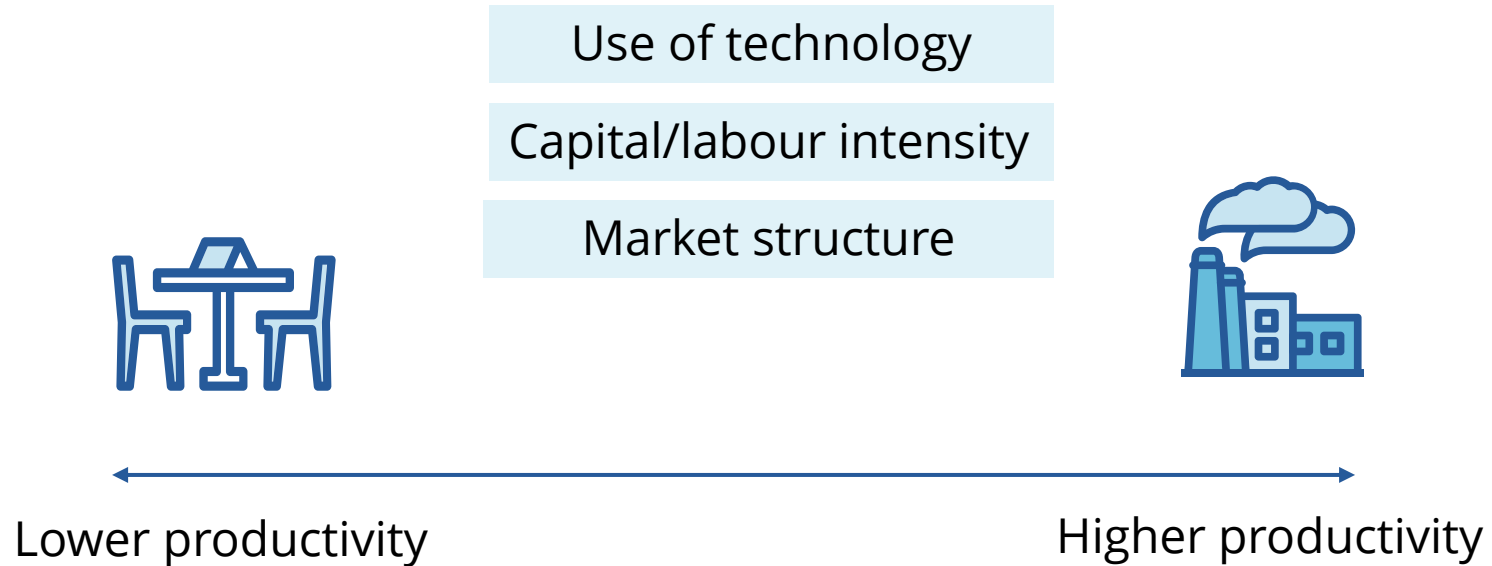 Use of technology
Capital/labour intensity
Market structure
Lower productivity
Higher productivity